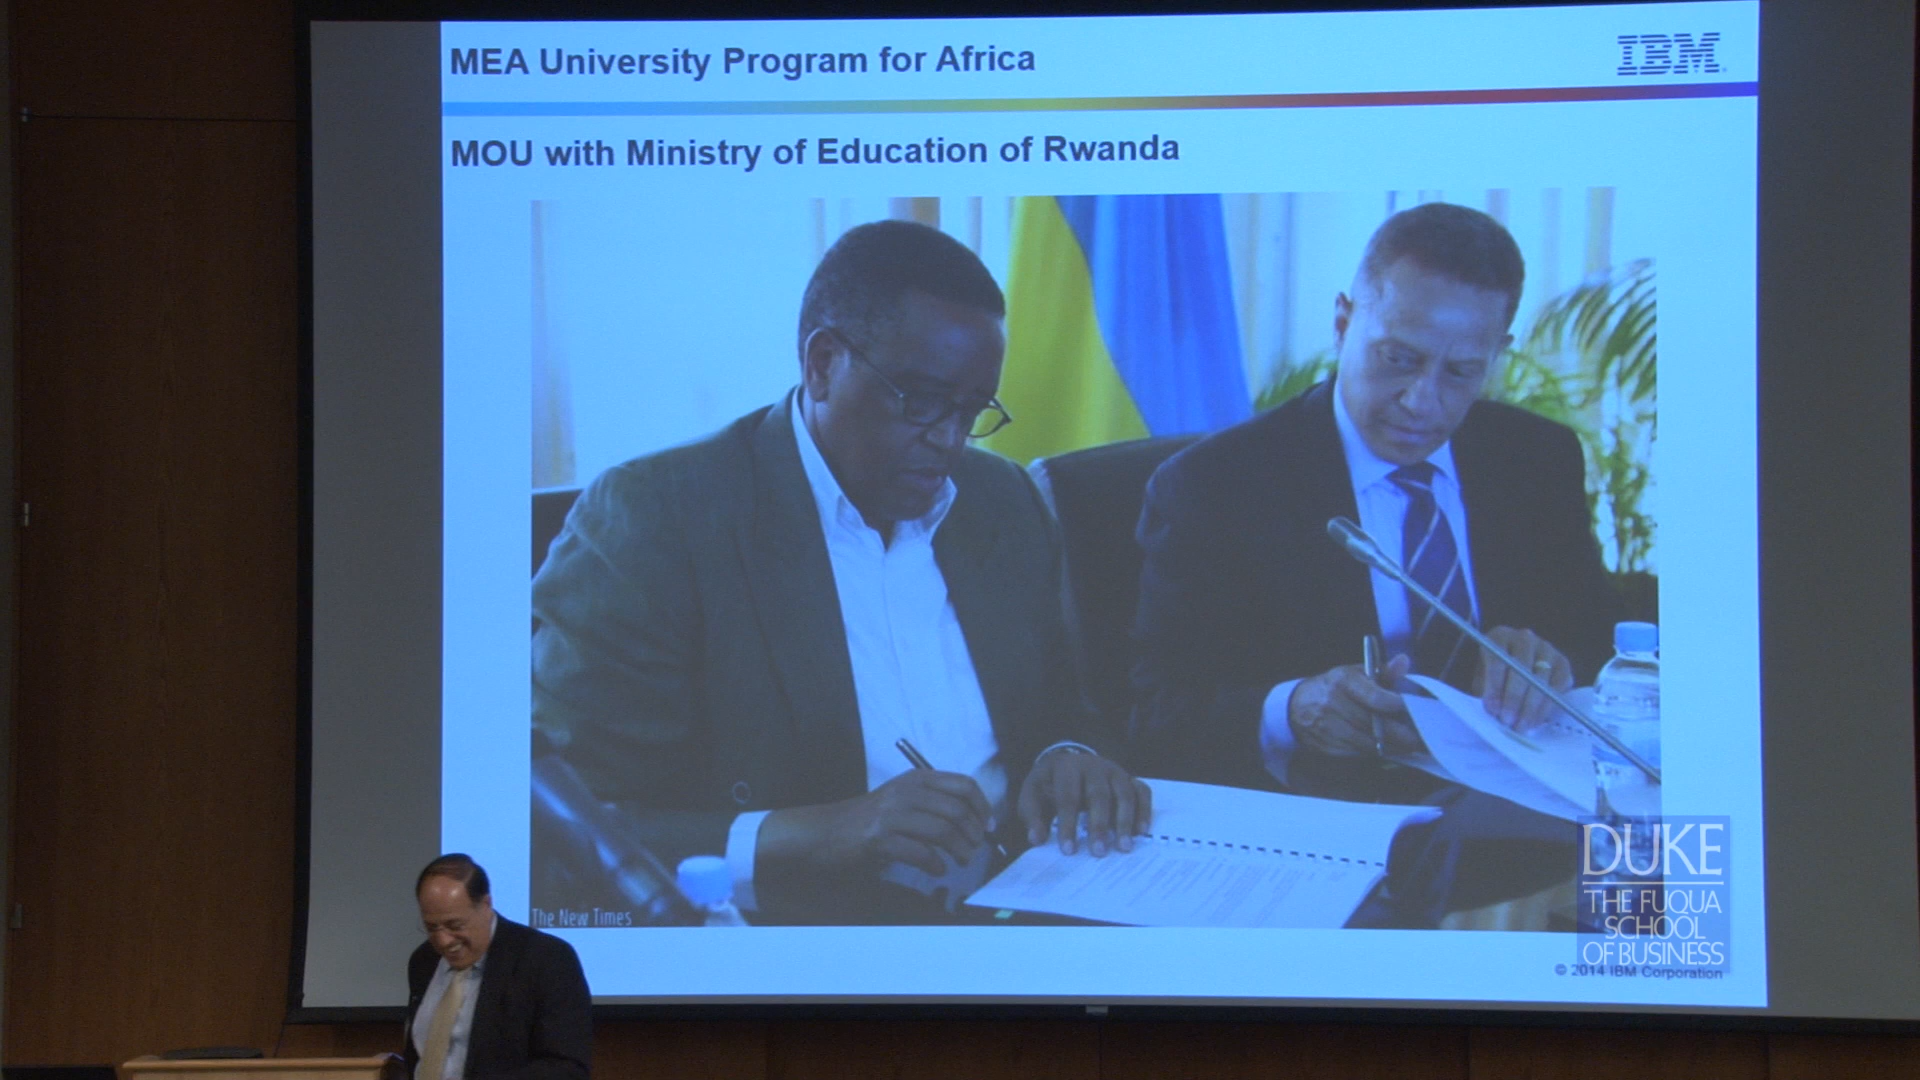 MEA University Program for Africa
IBM
MOU with Ministry of Education of Rwanda
The New Times
DUKE
THE FUQUA
SCHOOL
OF BUSINESS
© 2014 IBM Corporation